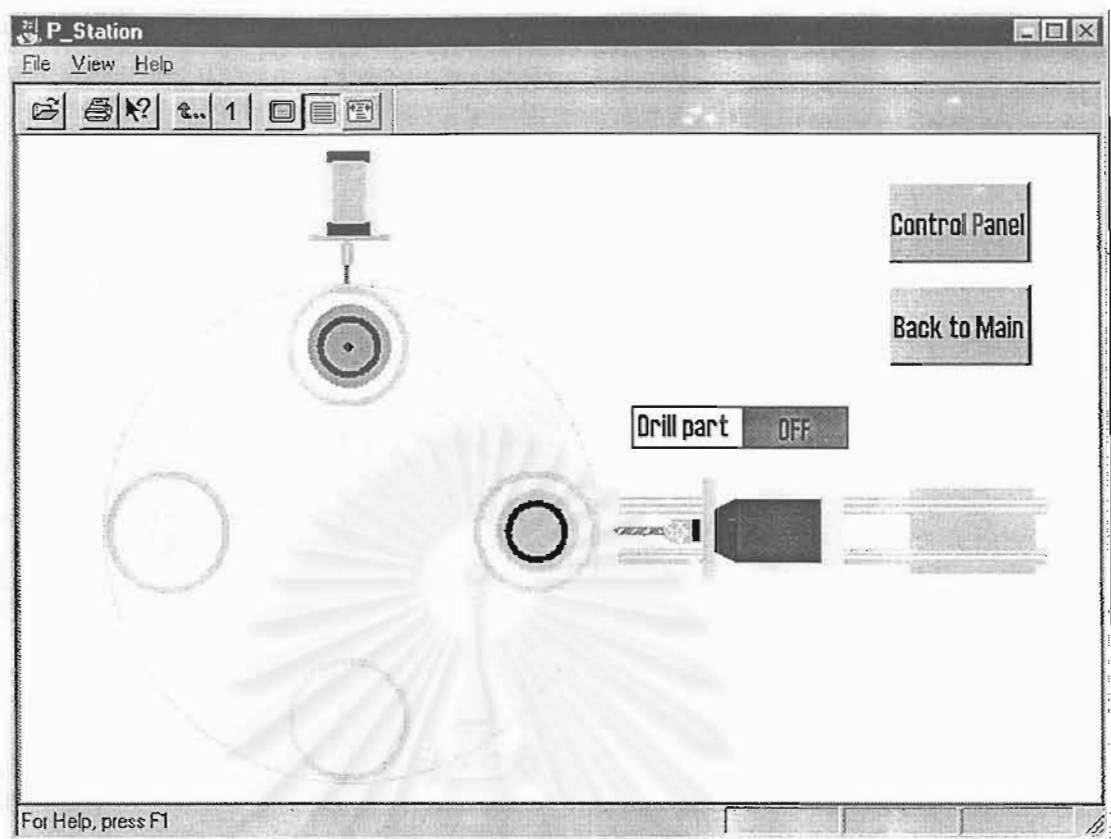 P_Station
File View Help
1
Control Panel
Back to Main
Drill part OFF
For Help, press F1